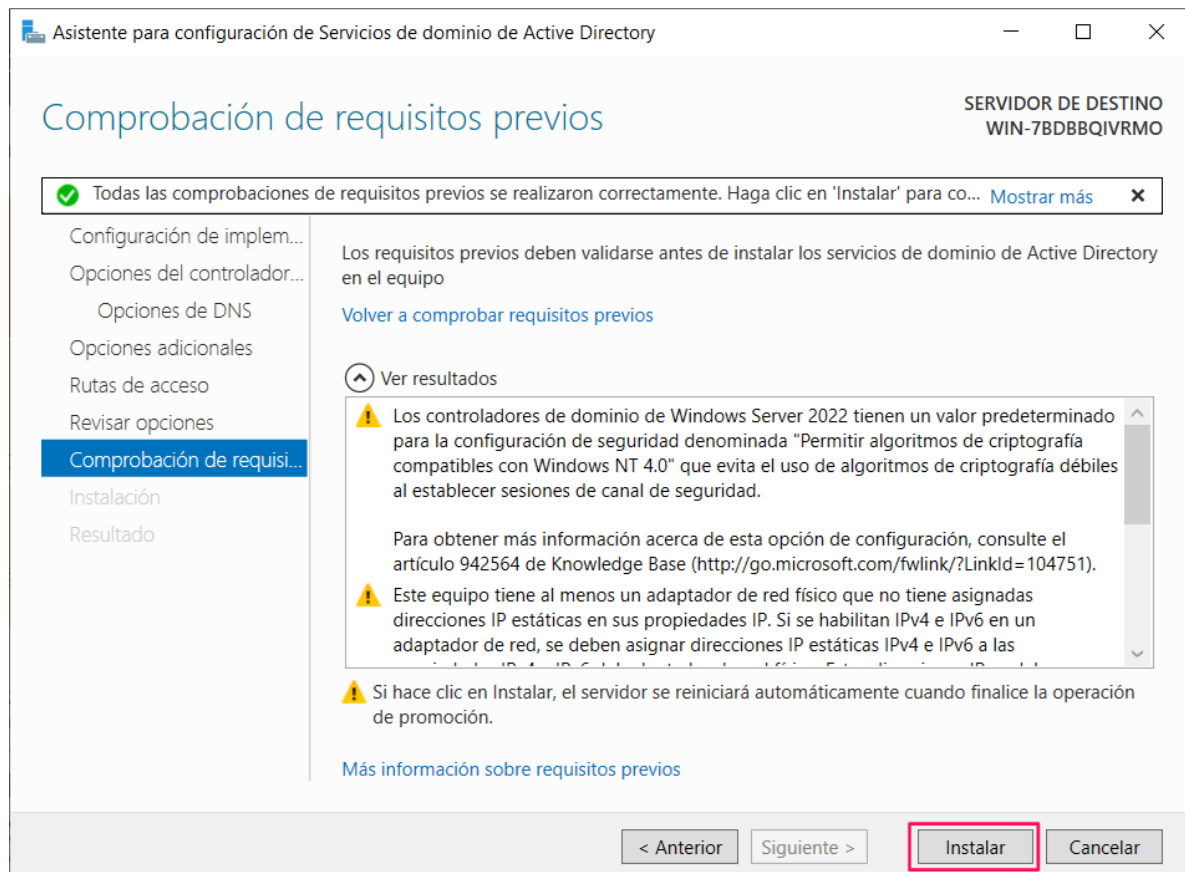 Asistente para configuración de Servicios de dominio de Active Directory
Comprobación de requisitos previos
SERVIDOR DE DESTINO
WIN-7BDBBQIVRMO
Todas las comprobaciones de requisitos previos se realizaron correctamente. Haga clic en 'Instalar' para co... Mostrar más
Configuración de implem...
Opciones del controlador...
Opciones de DNS
Opciones adicionales
Rutas de acceso
Revisar opciones
Comprobación de requisi...
Instalación
Resultado
Los requisitos previos deben validarse antes de instalar los servicios de dominio de Active Directory
en el equipo
Volver a comprobar requisitos previos
Ver resultados
Los controladores de dominio de Windows Server 2022 tienen un valor predeterminado
para la configuración de seguridad denominada "Permitir algoritmos de criptografía
compatibles con Windows NT 4.0" que evita el uso de algoritmos de criptografía débiles
al establecer sesiones de canal de seguridad.
Para obtener más información acerca de esta opción de configuración, consulte el
artículo 942564 de Knowledge Base (http://go.microsoft.com/fwlink/?LinkId=104751).
Este equipo tiene al menos un adaptador de red físico que no tiene asignadas
direcciones IP estáticas en sus propiedades IP. Si se habilitan IPv4 e IPv6 en un
adaptador de red, se deben asignar direcciones IP estáticas IPv4 e IPv6 a las
Si hace clic en Instalar, el servidor se reiniciará automáticamente cuando finalice la operación
de promoción.
Más información sobre requisitos previos
< Anterior
Siguiente >
Instalar
Cancelar